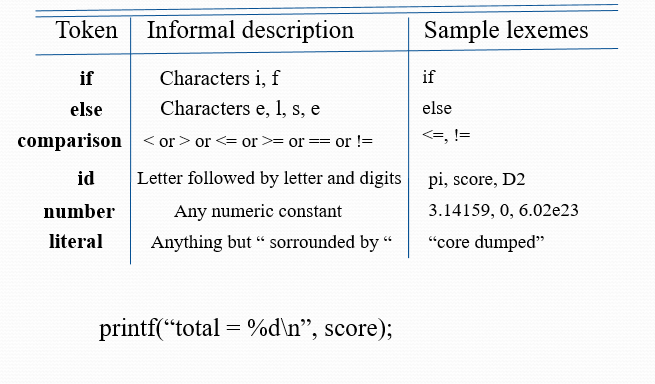 Token Informal description Sample lexemes
if Characters i, f if
else Characters e, l, s, e else
comparison < or > or <= or >= or == or != <=, !=
id Letter followed by letter and digits pi, score, D2
number Any numeric constant 3.14159, 0, 6.02e23
literal Anything but “ sorrounded by “ “core dumped”
printf(“total = %d\n”, score);